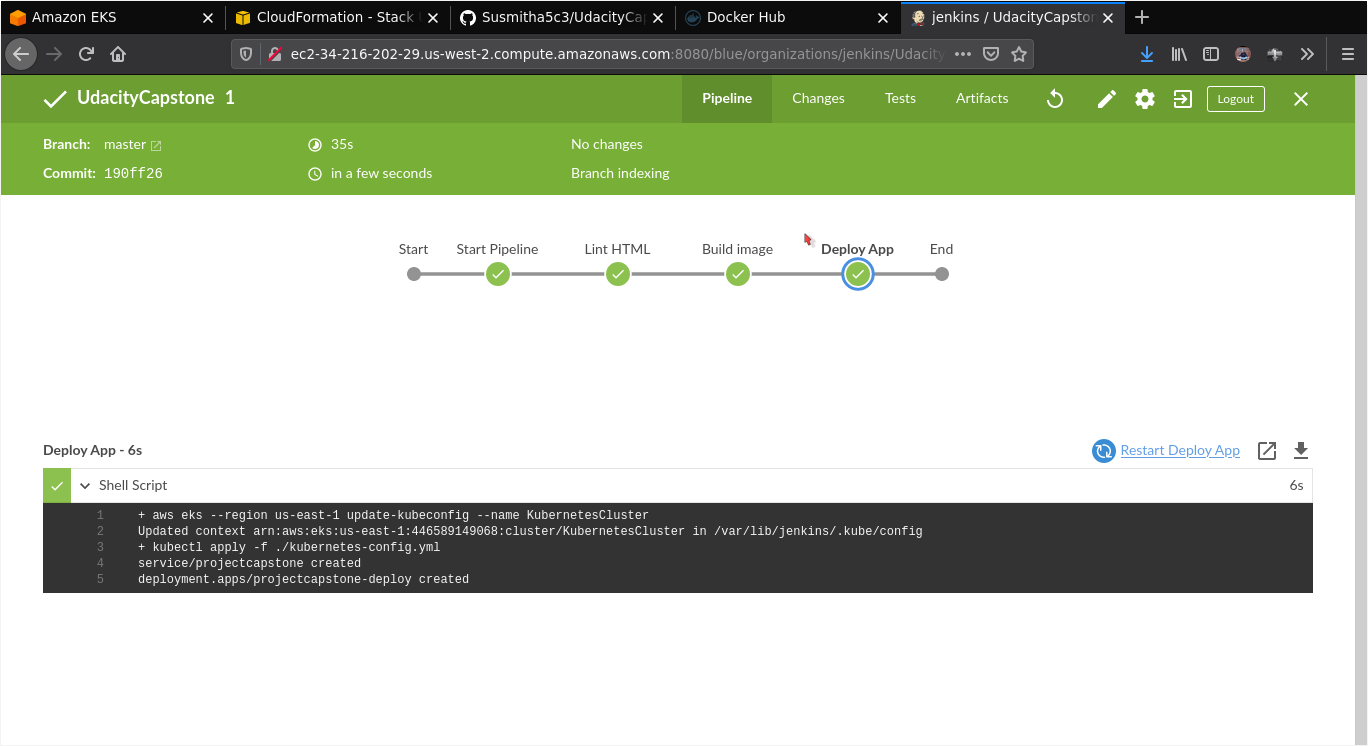 Amazon EKS
CloudFormation - Stack
Susmitha5c3/UdacityCap
Docker Hub
jenkins / UdacityCapston
ec2-34-216-202-29.us-west-2.compute.amazonaws.com:8080/blue/organizations/jenkins/Udacity
UdacityCapstone 1
Pipeline Changes Tests Artifacts Logout
Branch: master 35s No changes
Commit: 190ff26 in a few seconds Branch indexing
Start Start Pipeline Lint HTML Build image Deploy App End
Deploy App - 6s Restart Deploy App
Shell Script 6s
1 + aws eks --region us-east-1 update-kubeconfig --name KubernetesCluster
2 Updated context arn:aws:eks:us-east-1:446589149068:cluster/KubernetesCluster in /var/lib/jenkins/.kube/config
3 + kubectl apply -f ./kubernetes-config.yml
4 service/projectcapstone created
5 deployment.apps/projectcapstone-deploy created